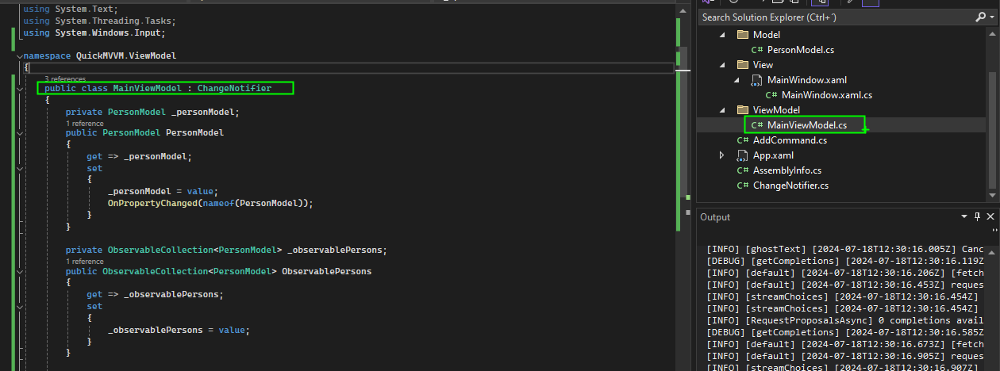 using System.Text;
using System.Threading.Tasks;
using System.Windows.Input;
namespace QuickMVVM.ViewModel
{
3 references
public class MainViewModel : ChangeNotifier
{
private PersonModel _personModel;
1 reference
public PersonModel PersonModel
{
get => _personModel;
set
{
_personModel = value;
OnPropertyChanged(nameof(PersonModel));
}
}
private ObservableCollection<PersonModel> _observablePersons;
1 reference
public ObservableCollection<PersonModel> ObservablePersons
{
get => _observablePersons;
set
{
_observablePersons = value;
}
}
Search Solution Explorer (Ctrl+´)
Model
C# PersonModel.cs
View
MainWindow.xaml
C# MainWindow.xaml.cs
ViewModel
C# MainViewModel.cs
C# AddCommand.cs
App.xaml
C# AssemblyInfo.cs
C# ChangeNotifier.cs
Output
[INFO] [ghostText] [2024-07-18T12:30:16.005Z] Canc
[DEBUG] [getCompletions] [2024-07-18T12:30:16.119Z
[INFO] [default] [2024-07-18T12:30:16.206Z] [fetch
[INFO] [default] [2024-07-18T12:30:16.453Z] reques
[INFO] [streamChoices] [2024-07-18T12:30:16.454Z]
[INFO] [streamChoices] [2024-07-18T12:30:16.454Z]
[INFO] [RequestProposalsAsync] 0 completions avail
[DEBUG] [getCompletions] [2024-07-18T12:30:16.585Z
[INFO] [default] [2024-07-18T12:30:16.673Z] [fetch
[INFO] [default] [2024-07-18T12:30:16.905Z] reques
[INFO] [streamChoices] [2024-07-18T12:30:16.907Z]